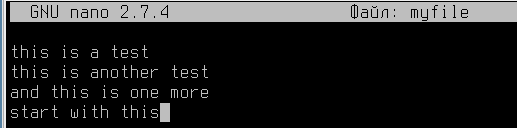 GNU nano 2.7.4 Файл: myfile
this is a test
this is another test
and this is one more
start with this